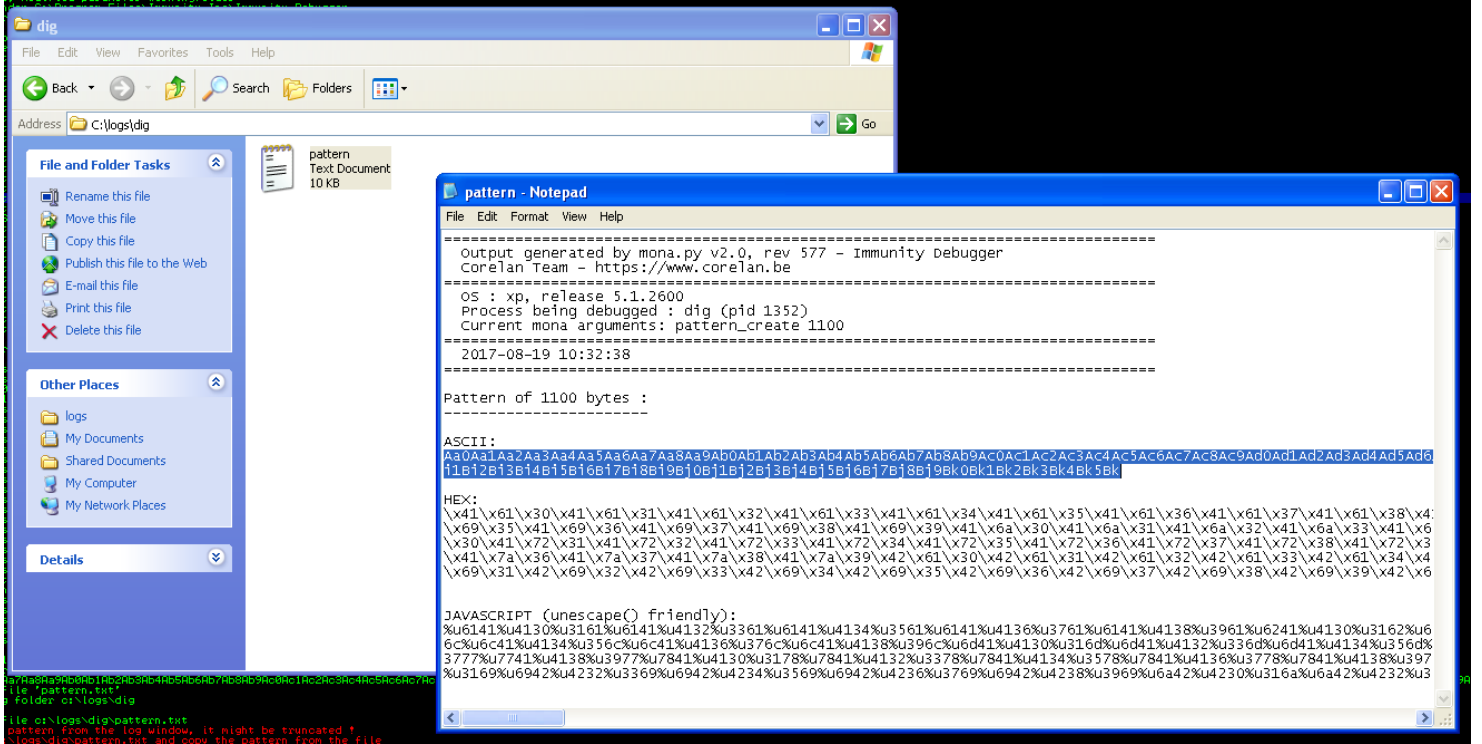 dig
File Edit View Favorites Tools Help
Back Search Folders
Address C:\logs\dig Go
File and Folder Tasks
Rename this file
Move this file
Copy this file
Publish this file to the Web
E-mail this file
Print this file
Delete this file
Other Places
logs
My Documents
Shared Documents
My Computer
My Network Places
Details
pattern
Text Document
10 KB
pattern - Notepad
File Edit Format View Help
================================================================================
Output generated by mona.py v2.0, rev 577 - Immunity Debugger
Corelan Team - https://www.corelan.be
================================================================================
OS : xp, release 5.1.2600
Process being debugged : dig (pid 1352)
Current mona arguments: pattern_create 1100
================================================================================
2017-08-19 10:32:38
================================================================================
Pattern of 1100 bytes :
-----------------------
ASCII:
Aa0Aa1Aa2Aa3Aa4Aa5Aa6Aa7Aa8Aa9Ab0Ab1Ab2Ab3Ab4Ab5Ab6Ab7Ab8Ab9Ac0Ac1Ac2Ac3Ac4Ac5Ac6Ac7Ac8Ac9Ad0Ad1Ad2Ad3Ad4Ad5Ad6
i1Bi2Bi3Bi4Bi5Bi6Bi7Bi8Bi9Bj0Bj1Bj2Bj3Bj4Bj5Bj6Bj7Bj8Bj9Bk0Bk1Bk2Bk3Bk4Bk5Bk
HEX:
\x41\x61\x30\x41\x61\x31\x41\x61\x32\x41\x61\x33\x41\x61\x34\x41\x61\x35\x41\x61\x36\x41\x61\x37\x41\x61\x38\x4
\x69\x35\x41\x69\x36\x41\x69\x37\x41\x69\x38\x41\x69\x39\x41\x6a\x30\x41\x6a\x31\x41\x6a\x32\x41\x6a\x33\x41\x6
\x30\x41\x72\x31\x41\x72\x32\x41\x72\x33\x41\x72\x34\x41\x72\x35\x41\x72\x36\x41\x72\x37\x41\x72\x38\x41\x72\x3
\x41\x7a\x36\x41\x7a\x37\x41\x7a\x38\x41\x7a\x39\x42\x61\x30\x42\x61\x31\x42\x61\x32\x42\x61\x33\x42\x61\x34\x4
\x69\x31\x42\x69\x32\x42\x69\x33\x42\x69\x34\x42\x69\x35\x42\x69\x36\x42\x69\x37\x42\x69\x38\x42\x69\x39\x42\x6
JAVASCRIPT (unescape() friendly):
%u6141%u4130%u3161%u6141%u4132%u3361%u6141%u4134%u3561%u6141%u4136%u3761%u6141%u4138%u3961%u6241%u4130%u3162%u6
6c%u6c41%u4134%u356c%u6c41%u4136%u376c%u6c41%u4138%u396c%u6d41%u4130%u316d%u6d41%u4132%u336d%u6d41%u4134%u356d%
3777%u7741%u4138%u3977%u7841%u4130%u3178%u7841%u4132%u3378%u7841%u4134%u3578%u7841%u4136%u3778%u7841%u4138%u397
%u3169%u6942%u4232%u3369%u6942%u4234%u3569%u6942%u4236%u3769%u6942%u4238%u3969%u6a42%u4230%u316a%u6a42%u4232%u3
Aa7Aa8Aa9Ab0Ab1Ab2Ab3Ab4Ab5Ab6Ab7Ab8Ab9Ac0Ac1Ac2Ac3Ac4Ac5Ac6Ac7Ac
file 'pattern.txt'
g folder c:\logs\dig
file c:\logs\dig\pattern.txt
pattern from the log window, it might be truncated !
\logs\dig\pattern.txt and copy the pattern from the file